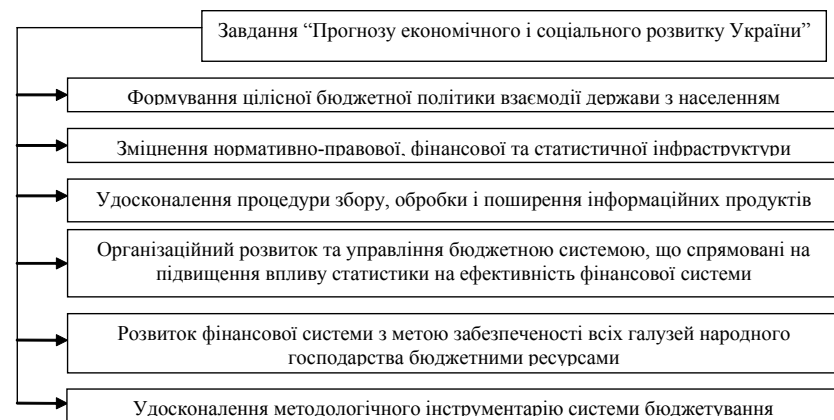 Завдання “Прогнозу економічного і соціального розвитку України”
Формування цілісної бюджетної політики взаємодії держави з населенням
Зміцнення нормативно-правової, фінансової та статистичної інфраструктури
Удосконалення процедури збору, обробки і поширення інформаційних продуктів
Організаційний розвиток та управління бюджетною системою, що спрямовані на
підвищення впливу статистики на ефективність фінансової системи
Розвиток фінансової системи з метою забезпеченості всіх галузей народного
господарства бюджетними ресурсами
Удосконалення методологічного інструментарію системи бюджетування